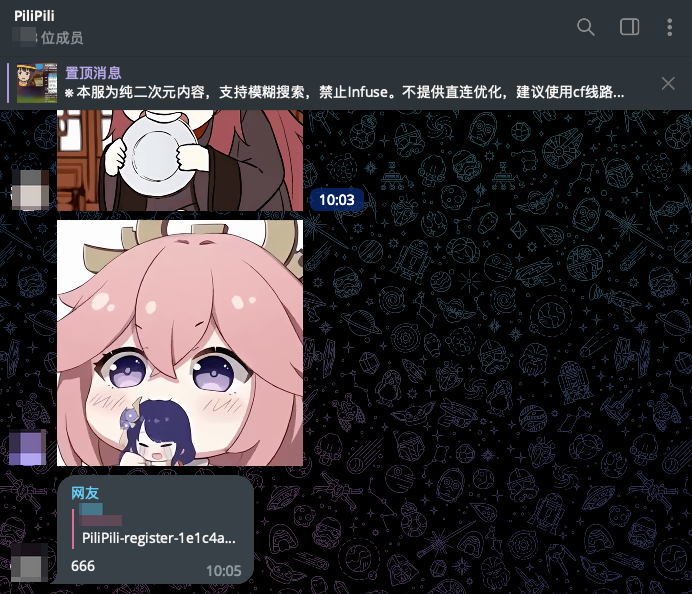 PiliPili
位成员
置顶消息
※本服为纯二次元内容，支持模糊搜索，禁止Infuse。不提供直连优化，建议使用cf线路...
10:03
网友
PiliPili-register-1e1c4a...
666
10:05